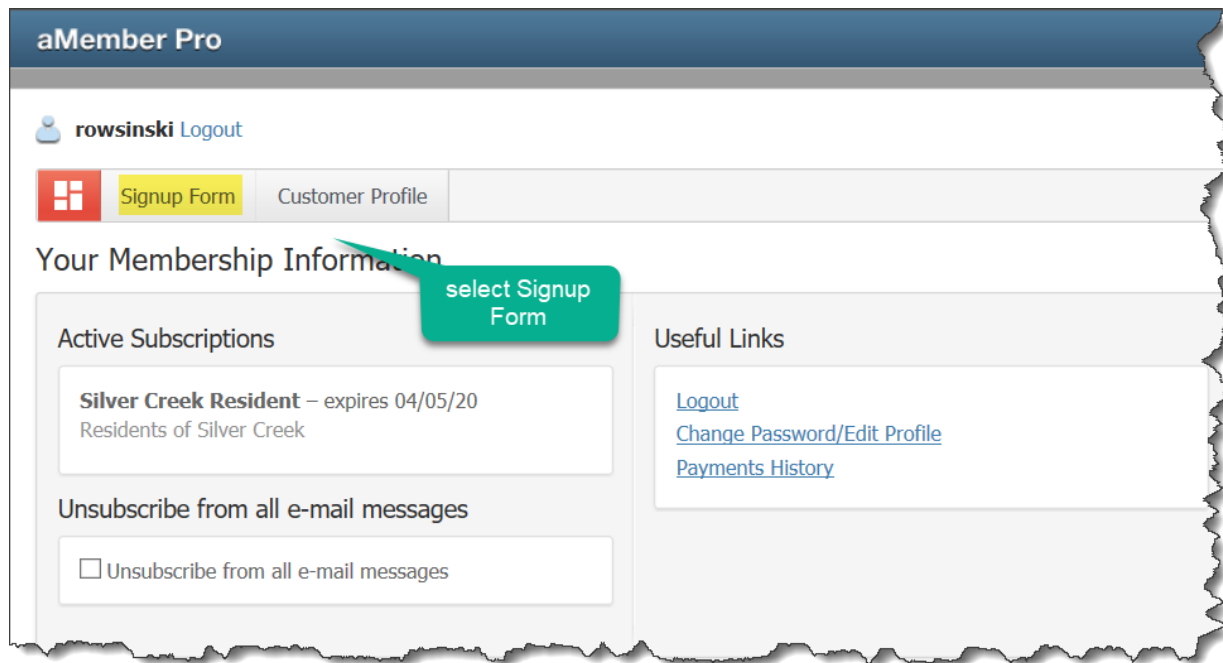 aMember Pro
rowsinski Logout
Signup Form Customer Profile
Your Membership Information
select Signup
Form
Active Subscriptions
Silver Creek Resident – expires 04/05/20
Residents of Silver Creek
Unsubscribe from all e-mail messages
Unsubscribe from all e-mail messages
Useful Links
Logout
Change Password/Edit Profile
Payments History